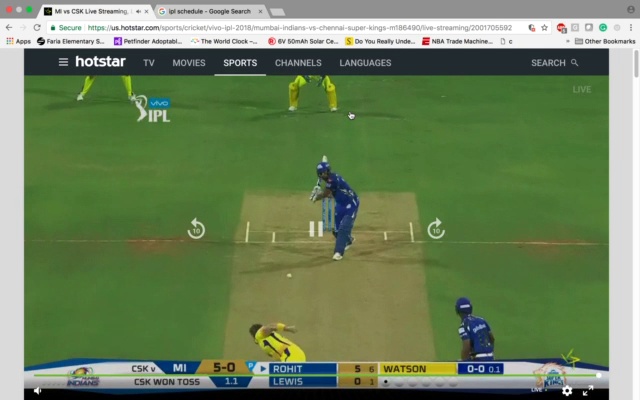 MI vs CSK Live Streaming,
ipl schedule - Google Search
Secure https://us.hotstar.com/sports/cricket/vivo-ipl-2018/mumbai-indians-vs-chennai-super-kings-m186490/live-streaming/2001705592
Apps Faria Elementary S... Petfinder Adoptabl... The World Clock –... 6V 50mAh Solar Ce... Do You Really Unde... NBA Trade Machine... c » Other Bookmarks
hotstar TV MOVIES SPORTS CHANNELS LANGUAGES SEARCH
LIVE
vivo
IPL
10 10
CSK v MI 5-0 P ROHIT 5 6 WATSON 0-0 0.1
CSK WON TOSS 1.1 LEWIS 0 1
INDIANS
LIVE